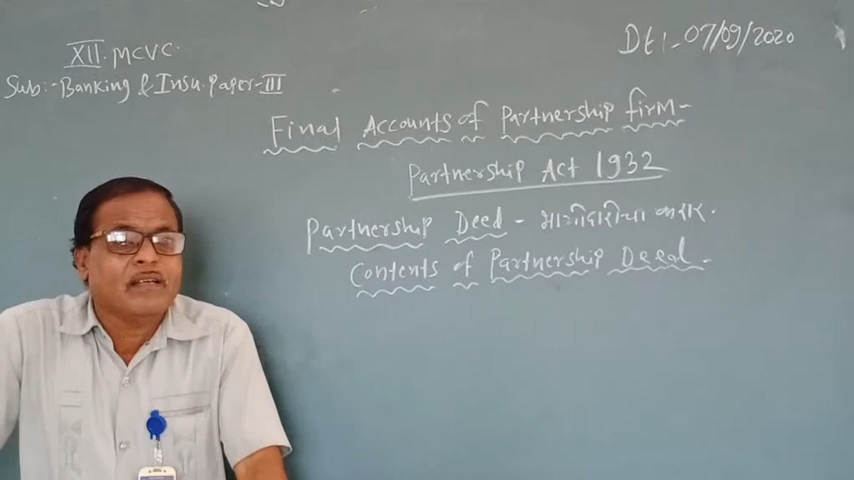 XII. MCVC.
Dt:- 07/09/2020
Sub:- Banking & Insu. Paper-III
Final Accounts of Partnership firm-
Partnership Act 1932
Partnership Deed - भागीदारीचा करार.
Contents of Partnership Deed -